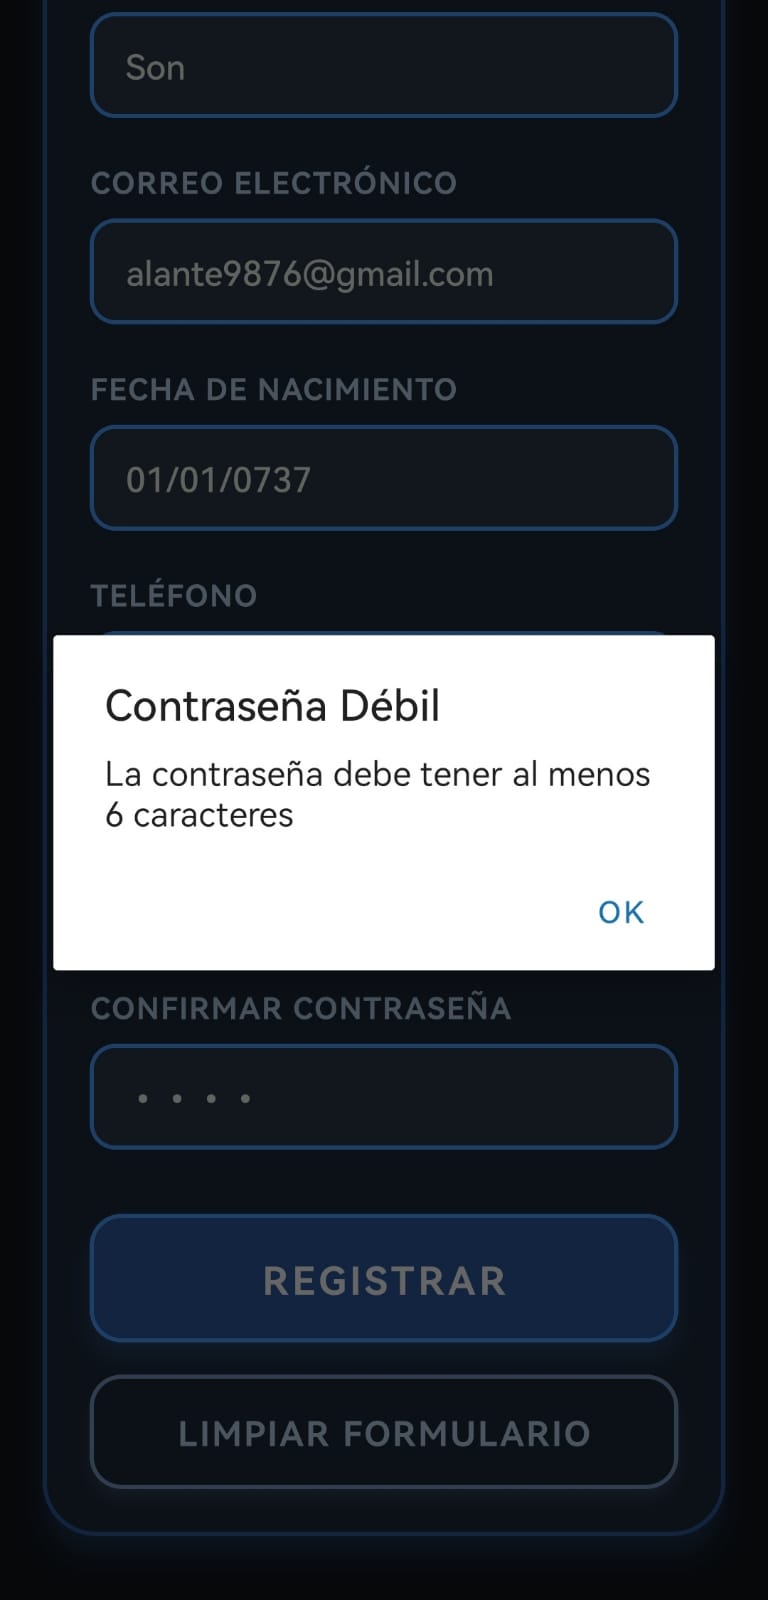 Son
CORREO ELECTRÓNICO
alante9876@gmail.com
FECHA DE NACIMIENTO
01/01/0737
TELÉFONO
Contraseña Débil
La contraseña debe tener al menos
6 caracteres
OK
CONFIRMAR CONTRASEÑA
• • • •
REGISTRAR
LIMPIAR FORMULARIO